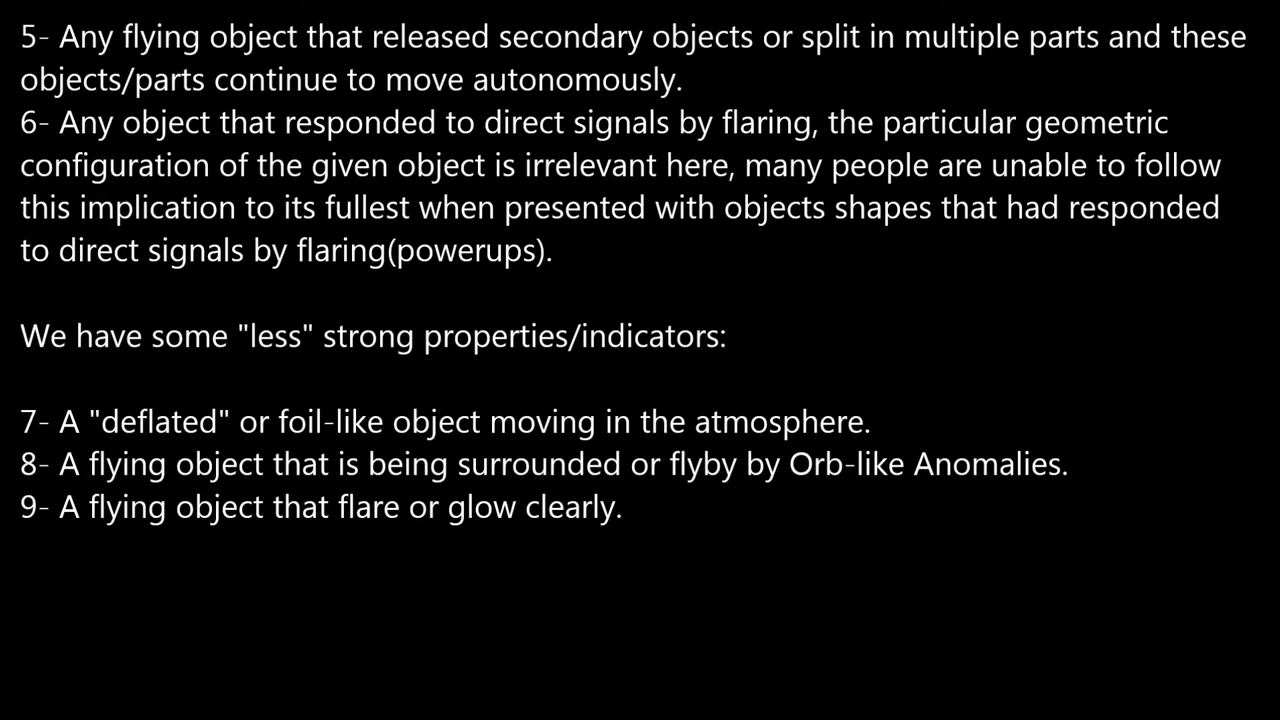 5- Any flying object that released secondary objects or split in multiple parts and these
objects/parts continue to move autonomously.
6- Any object that responded to direct signals by flaring, the particular geometric
configuration of the given object is irrelevant here, many people are unable to follow
this implication to its fullest when presented with objects shapes that had responded
to direct signals by flaring(powerups).
We have some "less" strong properties/indicators:
7- A "deflated" or foil-like object moving in the atmosphere.
8- A flying object that is being surrounded or flyby by Orb-like Anomalies.
9- A flying object that flare or glow clearly.